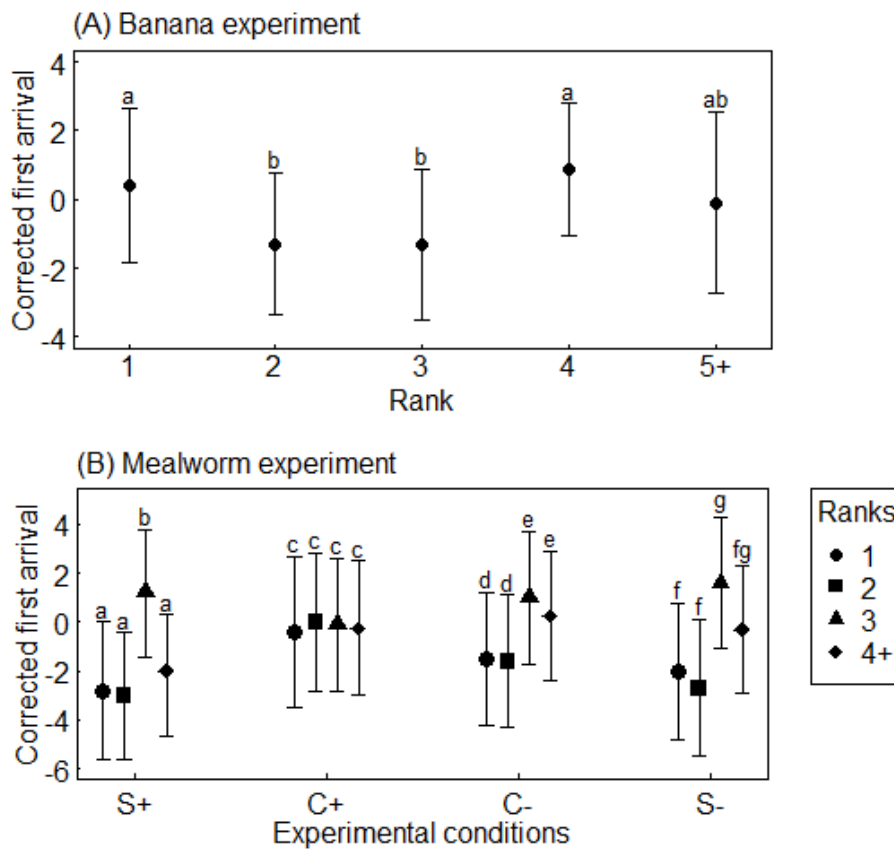 (A) Banana experiment
Corrected first arrival
4
2
0
-2
-4
a
b
b
a
ab
1 2 3 4 5+
Rank
(B) Mealworm experiment
Corrected first arrival
4
2
0
-2
-4
-6
a a b a
c c c c
d d e e
f f g fg
S+ C+ C- S-
Experimental conditions
Ranks
1
2
3
4+